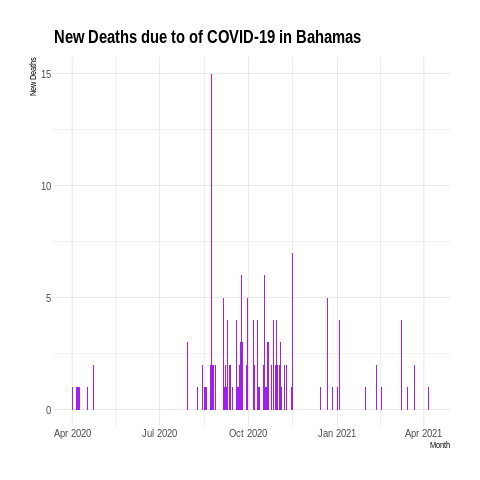 New Deaths due to of COVID-19 in Bahamas
New Deaths
15
10
5
0
Apr 2020 Jul 2020 Oct 2020 Jan 2021 Apr 2021
Month